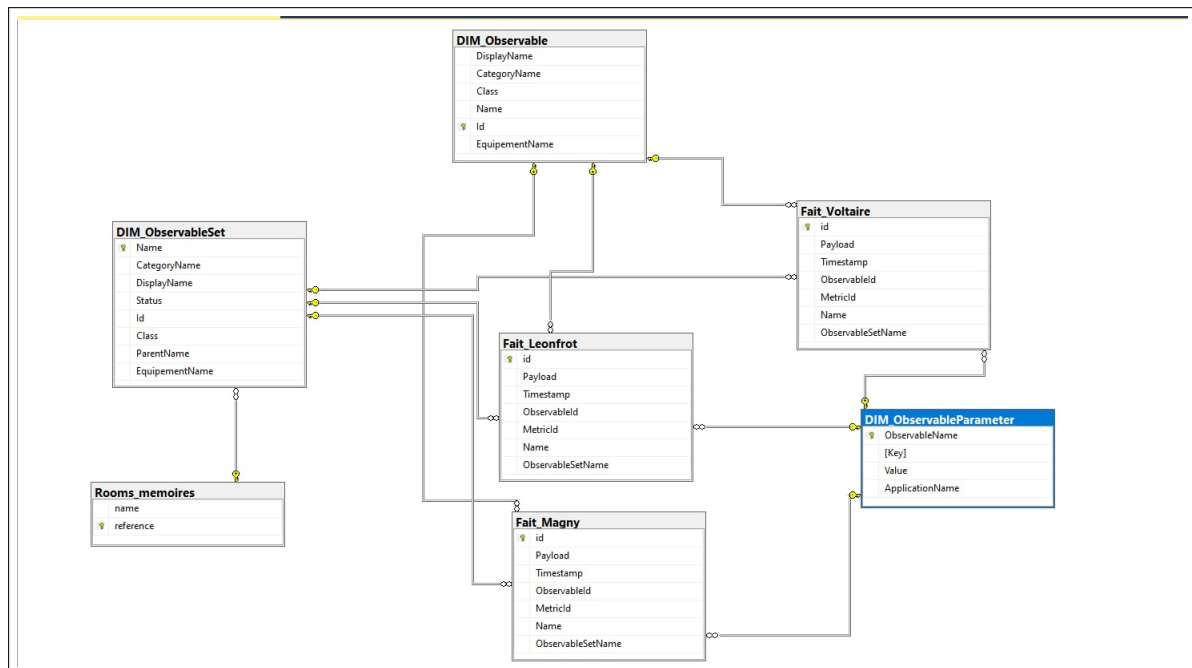 DIM_Observable
DisplayName
CategoryName
Class
Name
Id
EquipementName
DIM_ObservableSet
Name
CategoryName
DisplayName
Status
Id
Class
ParentName
EquipementName
Fait_Voltaire
id
Payload
Timestamp
ObservableId
MetricId
Name
ObservableSetName
Fait_Leonfrot
id
Payload
Timestamp
ObservableId
MetricId
Name
ObservableSetName
DIM_ObservableParameter
ObservableName
[Key]
Value
ApplicationName
Rooms_memoires
name
reference
Fait_Magny
id
Payload
Timestamp
ObservableId
MetricId
Name
ObservableSetName